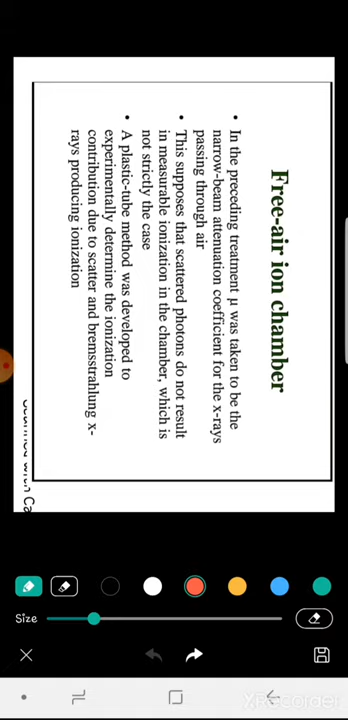 Free-air ion chamber
• In the preceding treatment μ was taken to be the
narrow-beam attenuation coefficient for the x-rays
passing through air
• This supposes that scattered photons do not result
in measurable ionization in the chamber, which is
not strictly the case
• A plastic-tube method was developed to
experimentally determine the ionization
contribution due to scatter and bremsstrahlung x-
rays producing ionization
Size
XRecorder